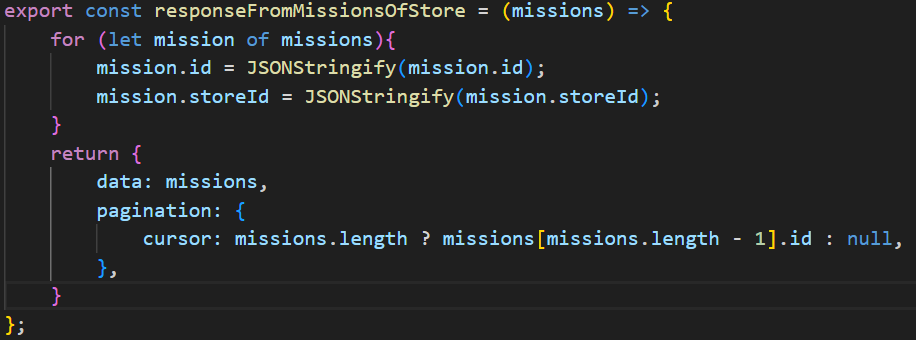 export const responseFromMissionsOfStore = (missions) => {
    for (let mission of missions){
        mission.id = JSONStringify(mission.id);
        mission.storeId = JSONStringify(mission.storeId);
    }
    return {
        data: missions,
        pagination: {
            cursor: missions.length ? missions[missions.length - 1].id : null,
        },
    }
};